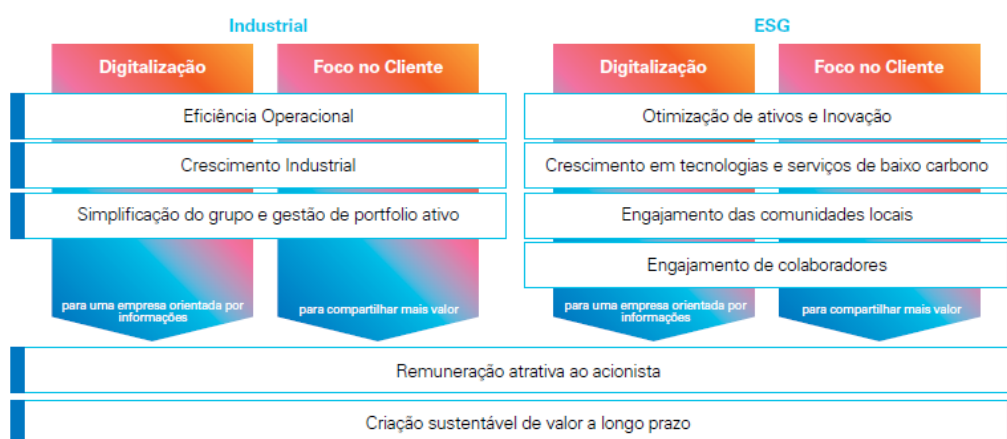 Industrial
ESG
Digitalização
Foco no Cliente
Digitalização
Foco no Cliente
Eficiência Operacional
Otimização de ativos e Inovação
Crescimento Industrial
Crescimento em tecnologias e serviços de baixo carbono
Simplificação do grupo e gestão de portfolio ativo
Engajamento das comunidades locais
Engajamento de colaboradores
para uma empresa orientada por
informações
para compartilhar mais valor
para uma empresa orientada por
informações
para compartilhar mais valor
Remuneração atrativa ao acionista
Criação sustentável de valor a longo prazo